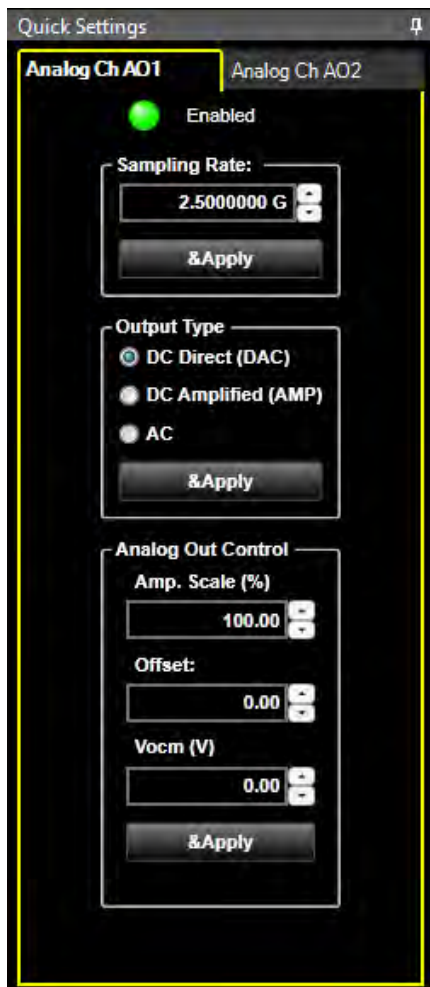 Quick Settings
Analog Ch AO1
Analog Ch AO2
Enabled
Sampling Rate:
2.5000000 G
&Apply
Output Type
DC Direct (DAC)
DC Amplified (AMP)
AC
&Apply
Analog Out Control
Amp. Scale (%)
100.00
Offset:
0.00
Vocm (V)
0.00
&Apply